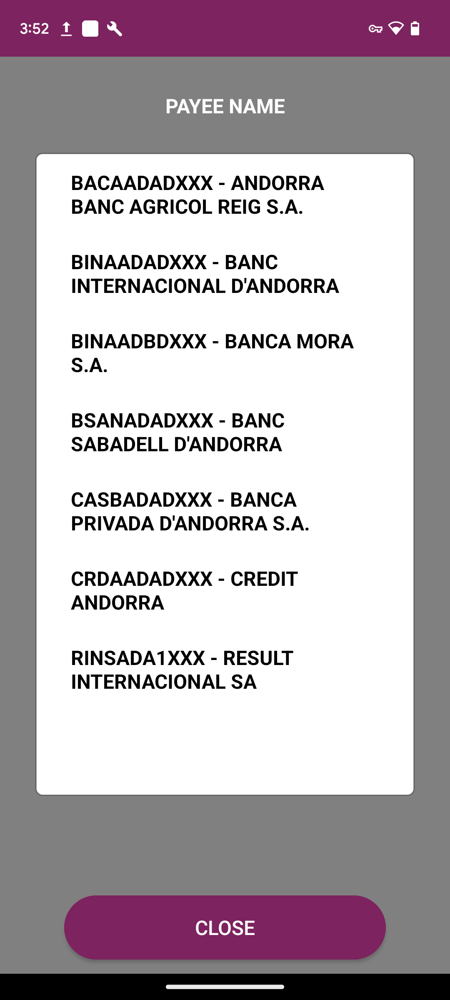 3:52
PAYEE NAME
BACAADADXXX - ANDORRA
BANC AGRICOL REIG S.A.
BINAADADXXX - BANC
INTERNACIONAL D'ANDORRA
BINAADBDXXX - BANCA MORA
S.A.
BSANADADXXX - BANC
SABADELL D'ANDORRA
CASBADADXXX - BANCA
PRIVADA D'ANDORRA S.A.
CRDAADADXXX - CREDIT
ANDORRA
RINSADA1XXX - RESULT
INTERNACIONAL SA
CLOSE